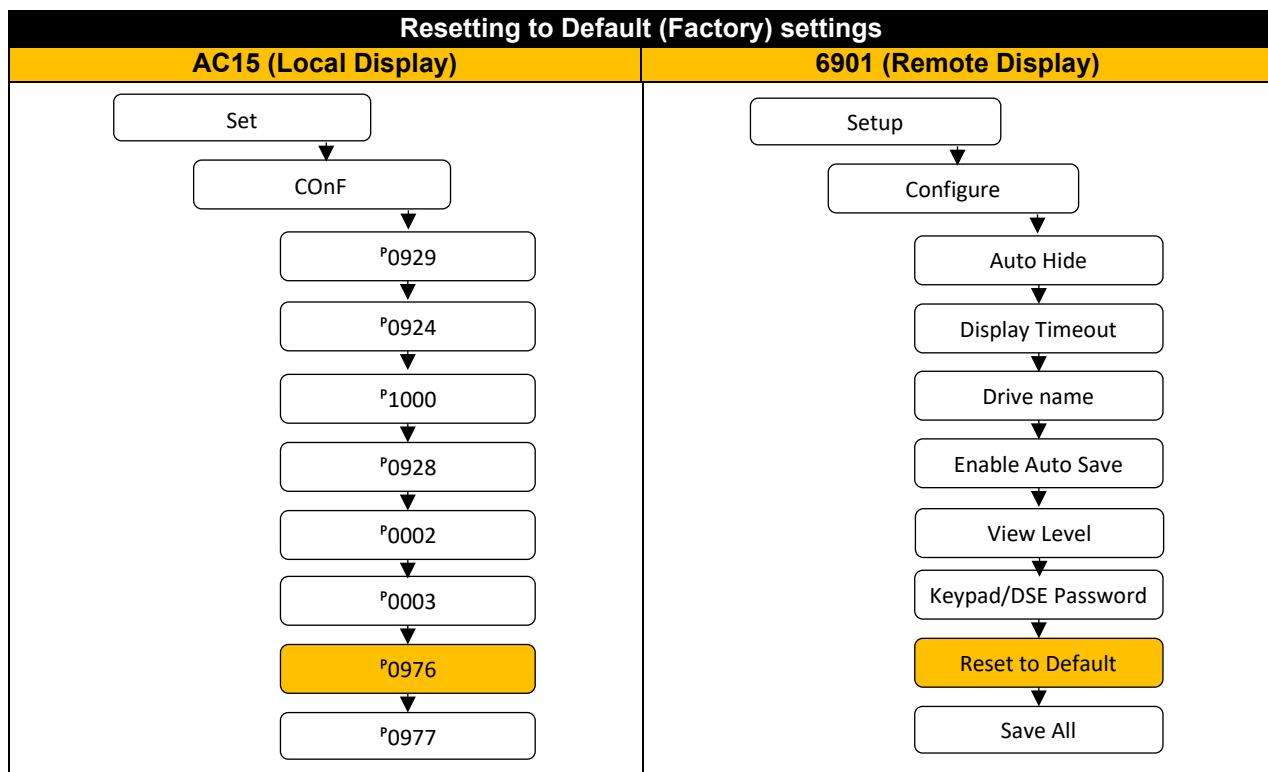 Resetting to Default (Factory) settings
AC15 (Local Display)
6901 (Remote Display)
Set
COnF
ᴾ0929
ᴾ0924
ᴾ1000
ᴾ0928
ᴾ0002
ᴾ0003
ᴾ0976
ᴾ0977
Setup
Configure
Auto Hide
Display Timeout
Drive name
Enable Auto Save
View Level
Keypad/DSE Password
Reset to Default
Save All